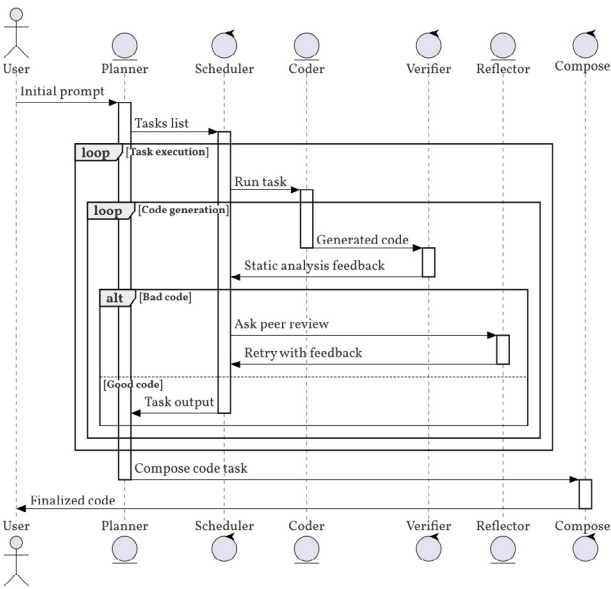 User Planner Scheduler Coder Verifier Reflector Compose
Initial prompt
Tasks list
loop [Task execution]
Run task
loop [Code generation]
Generated code
Static analysis feedback
alt [Bad code]
Ask peer review
Retry with feedback
[Good code]
Task output
Compose code task
Finalized code
User Planner Scheduler Coder Verifier Reflector Compose